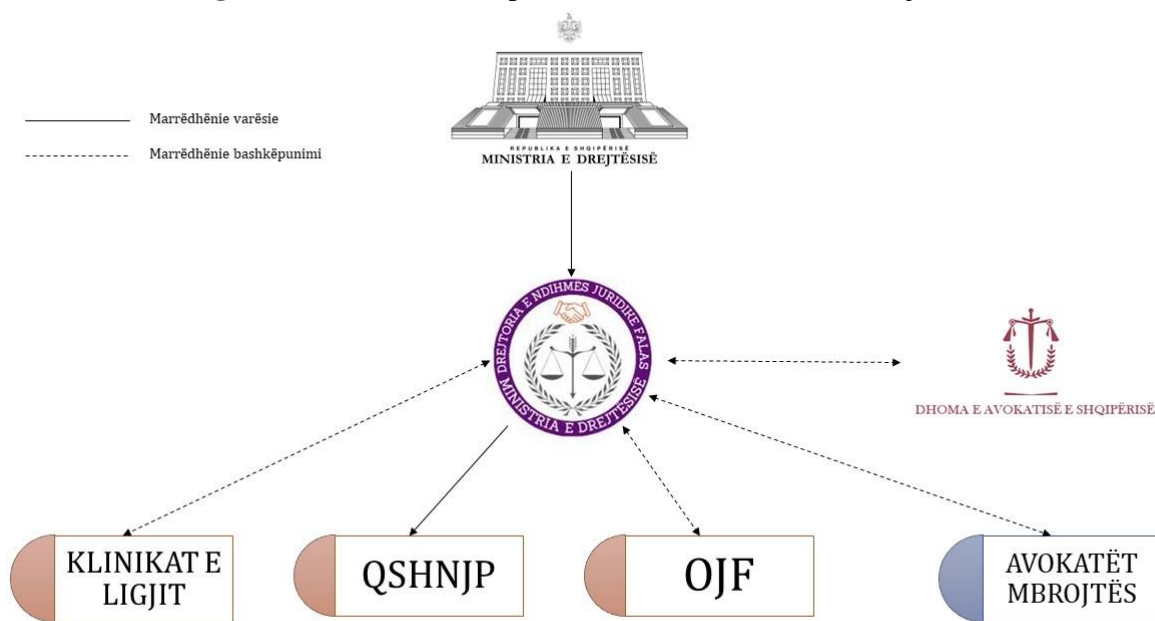 Marrëdhënie varësie
Marrëdhënie bashkëpunimi
REPUBLIKA E SHQIPËRISË
MINISTRIA E DREJTËSISË
DREJTORIA E NDIHMËS JURIDIKE FALAS
MINISTRIA E DREJTËSISË
DHOMA E AVOKATISË E SHQIPËRISË
KLINIKAT E
LIGJIT
QSHNJP
OJF
AVOKATËT
MBROJTËS